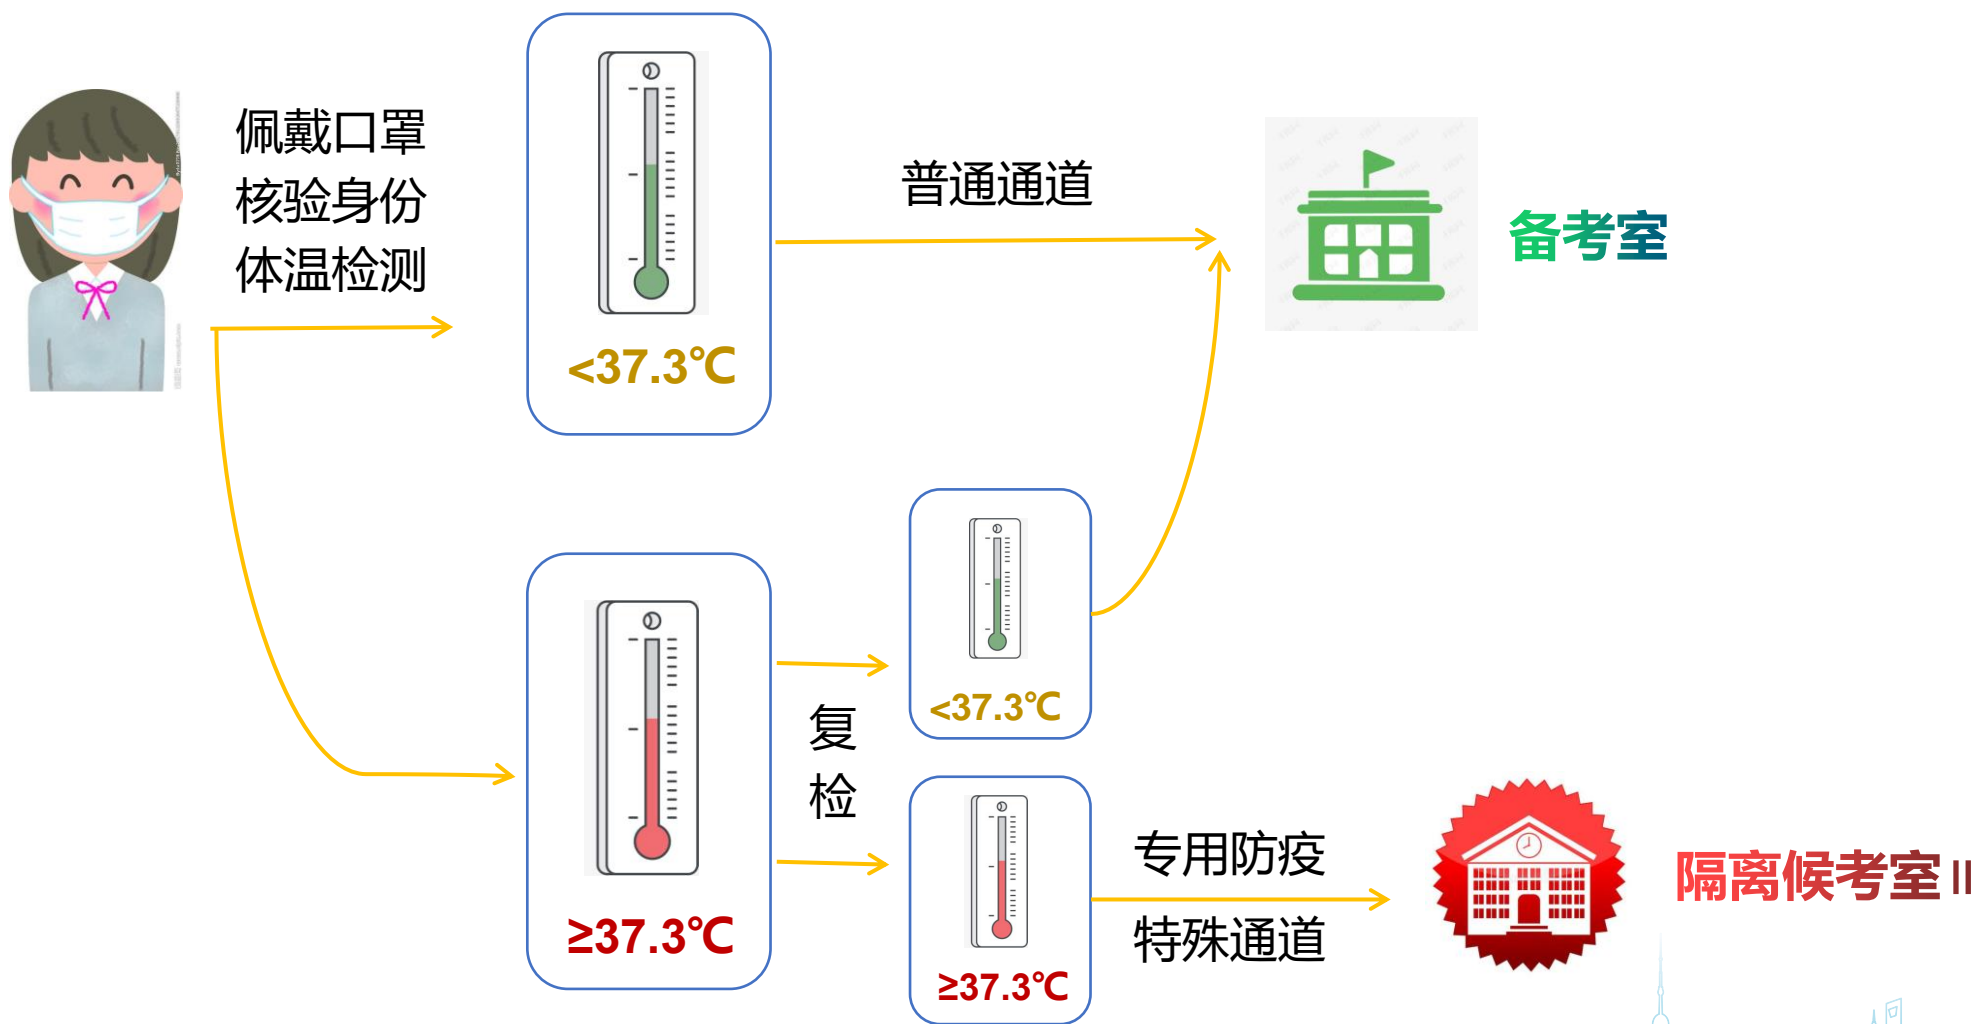 佩戴口罩
核验身份
体温检测
<37.3℃
普通通道
备考室
≥37.3℃
复
检
<37.3℃
≥37.3℃
专用防疫
特殊通道
隔离候考室Ⅱ